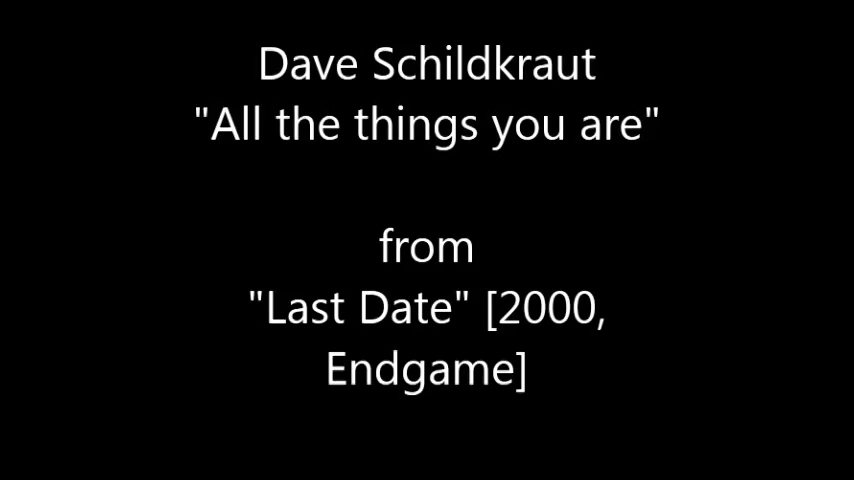 Dave Schildkraut
"All the things you are"
from
"Last Date" [2000,
Endgame]